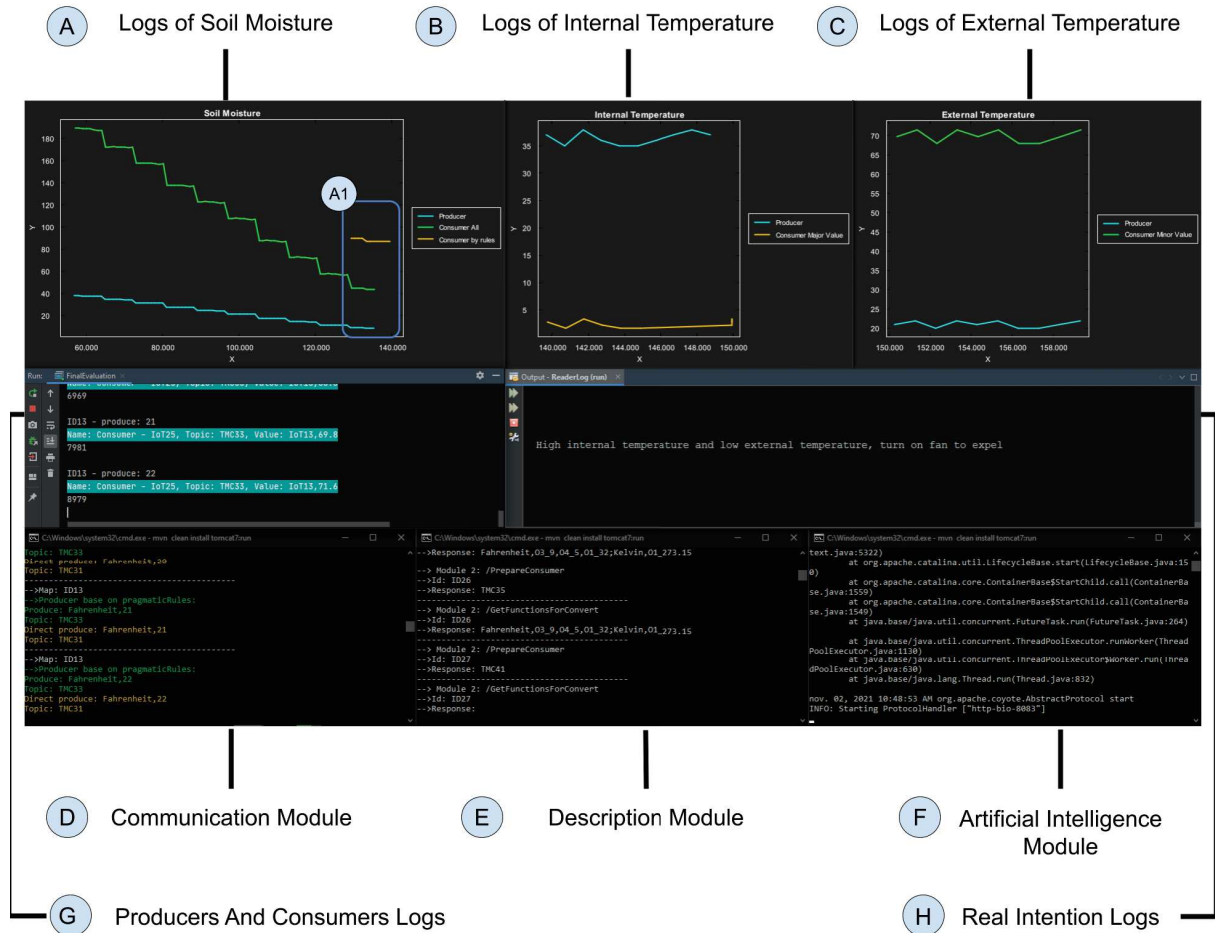 A Logs of Soil Moisture
B Logs of Internal Temperature
C Logs of External Temperature
Soil Moisture
180
160
140
120
100
80
60
40
20
Y
60.000 80.000 100.000 120.000 140.000
X
A1
Producer
Consumer All
Consumer by rules
Internal Temperature
35
30
25
20
15
10
5
Y
140.000 142.000 144.000 146.000 148.000 150.000
X
Producer
Consumer Major Value
External Temperature
70
65
60
55
50
45
40
35
30
25
20
Y
150.000 152.000 154.000 156.000 158.000
X
Producer
Consumer Minor Value
Run: FinalEvaluation
6969
ID13 - produce: 21
Name: Consumer - IoT25, Topic: TMC33, Value: IoT13,69.8
7981
ID13 - produce: 22
Name: Consumer - IoT25, Topic: TMC33, Value: IoT13,71.6
8979
Output - ReaderLog (run)
High internal temperature and low external temperature, turn on fan to expel
C:\Windows\system32\cmd.exe - mvn clean install tomcat7:run
Topic: TMC33
Direct produce: Fahrenheit,20
Topic: TMC31
----------------------------------------
-->Map: ID13
-->Producer base on pragmaticRules:
Produce: Fahrenheit,21
Topic: TMC33
Direct produce: Fahrenheit,21
Topic: TMC31
----------------------------------------
-->Map: ID13
-->Producer base on pragmaticRules:
Produce: Fahrenheit,22
Topic: TMC33
Direct produce: Fahrenheit,22
Topic: TMC31
C:\Windows\system32\cmd.exe - mvn clean install tomcat7:run
-->Response: Fahrenheit,O3_9,O4_5,O1_32;Kelvin,O1_273.15
--> Module 2: /PrepareConsumer
-->Id: ID26
-->Response: TMC35
----------------------------------------
--> Module 2: /GetFunctionsForConvert
-->Id: ID26
-->Response: Fahrenheit,O3_9,O4_5,O1_32;Kelvin,O1_273.15
----------------------------------------
--> Module 2: /PrepareConsumer
-->Id: ID27
-->Response: TMC41
----------------------------------------
--> Module 2: /GetFunctionsForConvert
-->Id: ID27
-->Response:
C:\Windows\system32\cmd.exe - mvn clean install tomcat7:run
text.java:5322)
at org.apache.catalina.util.LifecycleBase.start(LifecycleBase.java:15
0)
at org.apache.catalina.core.ContainerBase$StartChild.call(ContainerBa
se.java:1559)
at org.apache.catalina.core.ContainerBase$StartChild.call(ContainerBa
se.java:1549)
at java.base/java.util.concurrent.FutureTask.run(FutureTask.java:264)
at java.base/java.util.concurrent.ThreadPoolExecutor.runWorker(Thread
PoolExecutor.java:1130)
at java.base/java.util.concurrent.ThreadPoolExecutor$Worker.run(Threa
dPoolExecutor.java:630)
at java.base/java.lang.Thread.run(Thread.java:832)
nov. 02, 2021 10:48:53 AM org.apache.coyote.AbstractProtocol start
INFO: Starting ProtocolHandler ["http-bio-8083"]
D Communication Module
E Description Module
F Artificial Intelligence
Module
G Producers And Consumers Logs
H Real Intention Logs